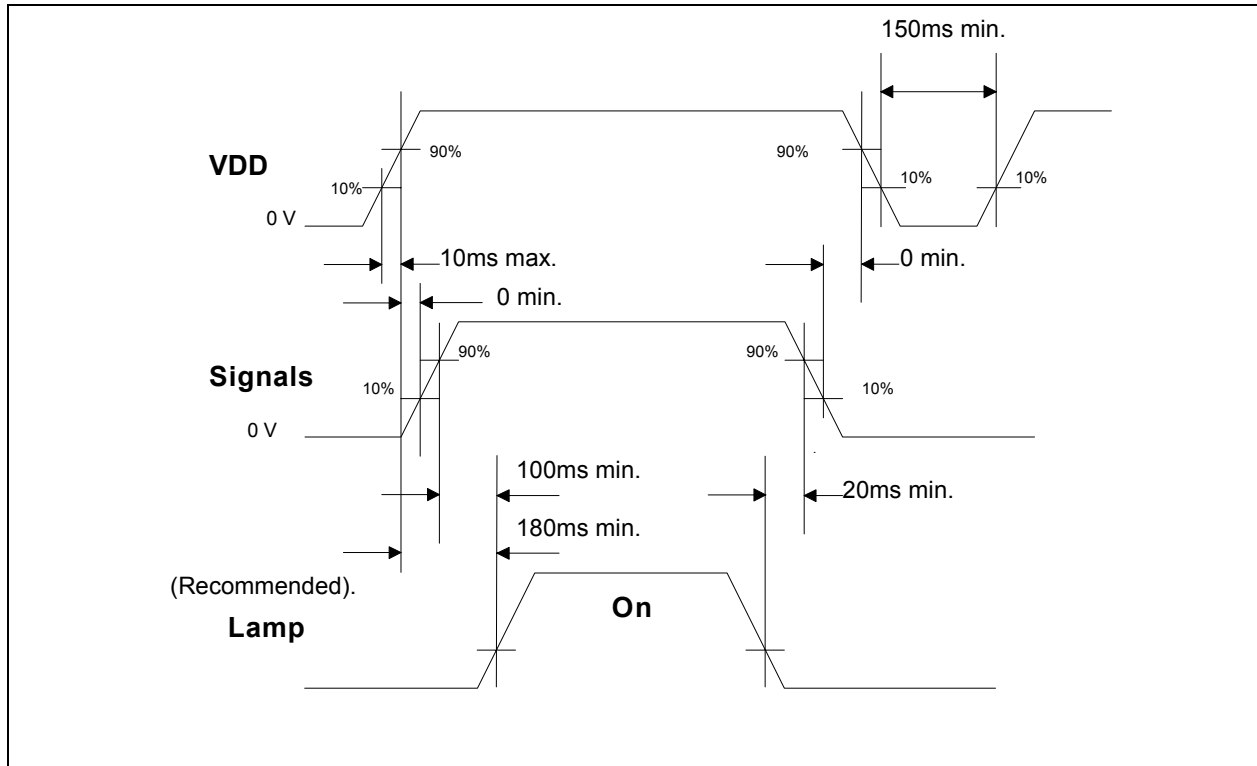 150ms min.
VDD
90%
90%
10%
10%
10%
0 V
10ms max.
0 min.
0 min.
90%
90%
Signals
10%
10%
0 V
100ms min.
20ms min.
180ms min.
(Recommended).
On
Lamp